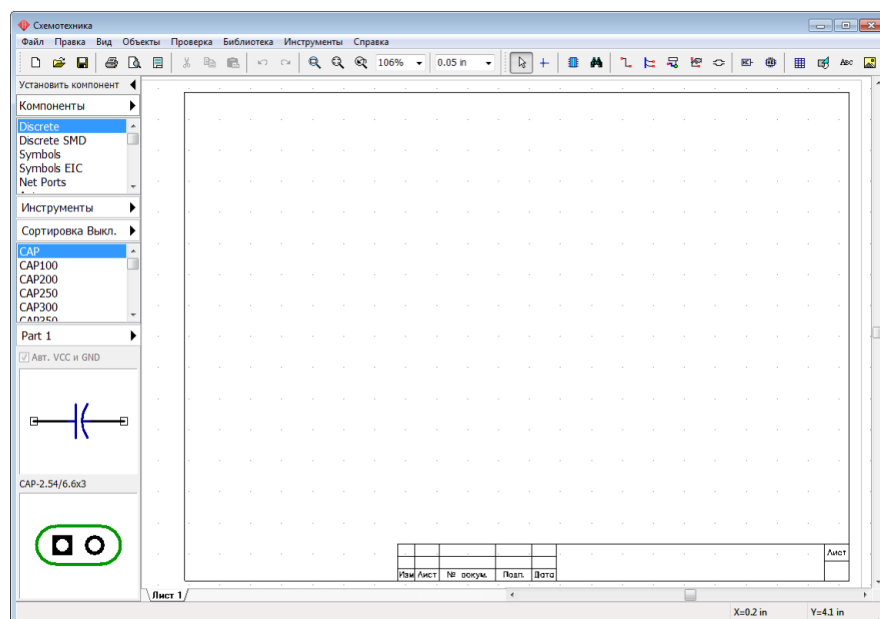 Схемотехника
Файл Правка Вид Объекты Проверка Библиотека Инструменты Справка
106% 0.05 in ABC
Установить компонент
Компоненты
Discrete
Discrete SMD
Symbols
Symbols EIC
Net Ports
Инструменты
Сортировка Выкл.
CAP
CAP100
CAP200
CAP250
CAP300
CAP350
Part 1
Авт. VCC и GND
CAP-2.54/6.6x3
Лист
Изм Лист № докум. Подп. Дата
Лист 1
X=0.2 in Y=4.1 in